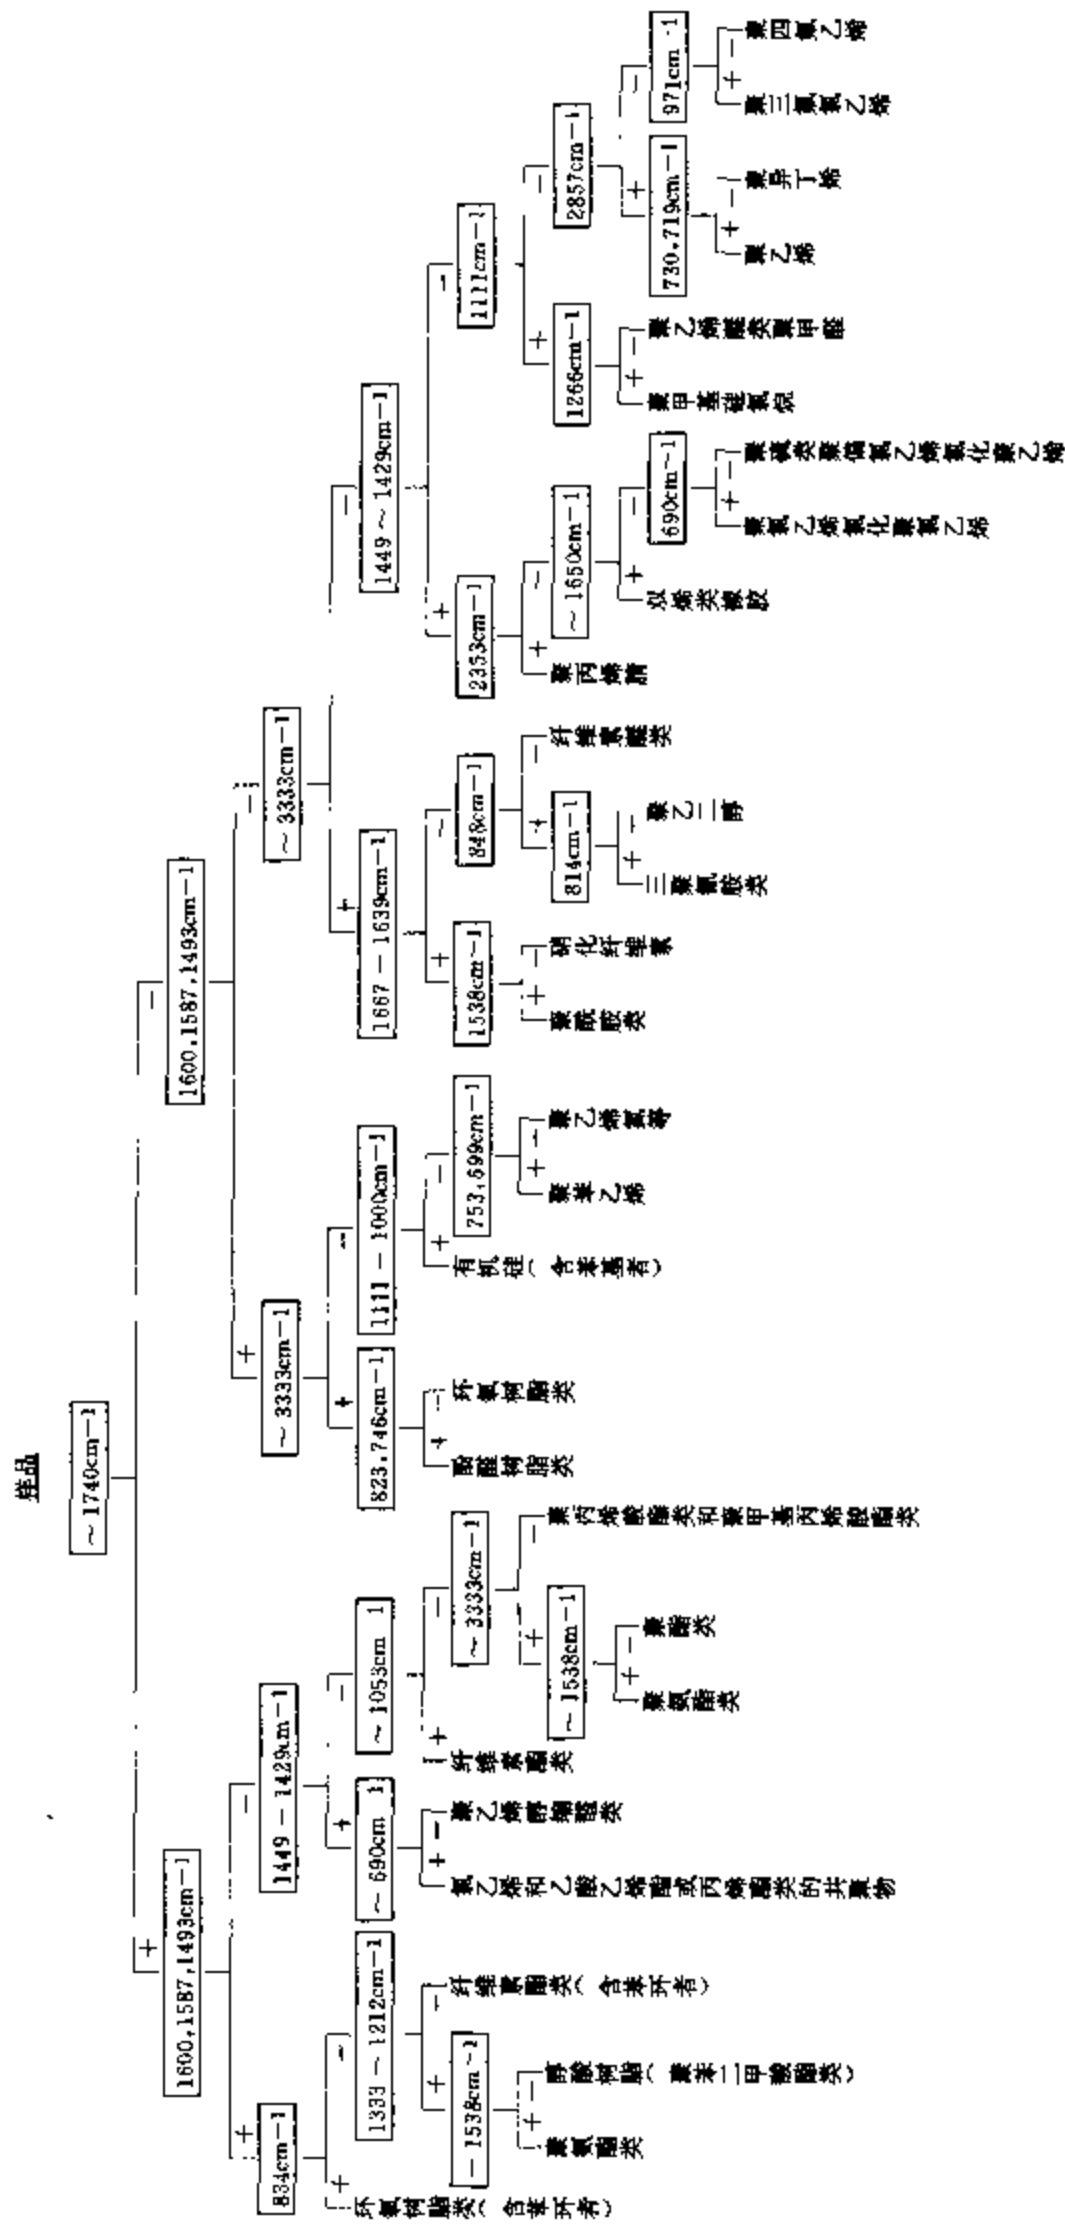 样品
~1740cm-1
+
-
1600,1587,1493cm-1
1600,1587,1493cm-1
+
-
+
-
834cm-1
1449-1429cm-1
~3333cm-1
~3333cm-1
+
-
+
-
+
-
+
-
环氧树脂类(含苯环者)
1333~1212cm-1
~690cm 1
~1053cm 1
823,746cm-1
1111-1000cm-1
1667-1639cm-1
1449~1429cm-1
+
-
+
-
+
-
+
-
+
-
+
-
+
-
+
-
-1538cm-1
纤维素酯类(含苯环者)
氯乙烯和乙酸乙烯酯或丙烯酯类的共聚物
聚乙烯醇缩醛类
纤维素酯类
~3333cm-1
酚醛树脂类
环氧树脂类
有机硅(含苯基者)
753,699cm-1
1538cm-1
848cm-1
2353cm-1
1111cm-1
+
-
+
-
+
-
+
-
+
-
+
-
+
-
聚氨酯类
醇酸树脂(聚苯二甲酸酯类)
~1538cm-1
聚丙烯酸酯类和聚甲基丙烯酸酯类
聚苯乙烯
聚酰胺类
硝化纤维素
814cm-1
纤维素醚类
聚丙烯腈
~1650cm-1
1266cm-1
2857cm-1
+
-
+
-
+
-
+
-
+
-
聚氨酯类
聚酯类
三聚氰胺类
聚乙二醇
双烯类橡胶
690cm-1
聚甲基硅氧烷
聚乙烯醚类聚甲醛
730,719cm-1
971cm-1
+
-
+
-
+
-
聚氯乙烯氯化聚氯乙烯
聚乙烯
聚异丁烯
聚三氟氯乙烯
聚四氟乙烯